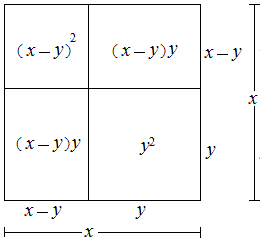 (x – y)² (x – y)y x – y
x
(x – y)y y² y
x – y y
x